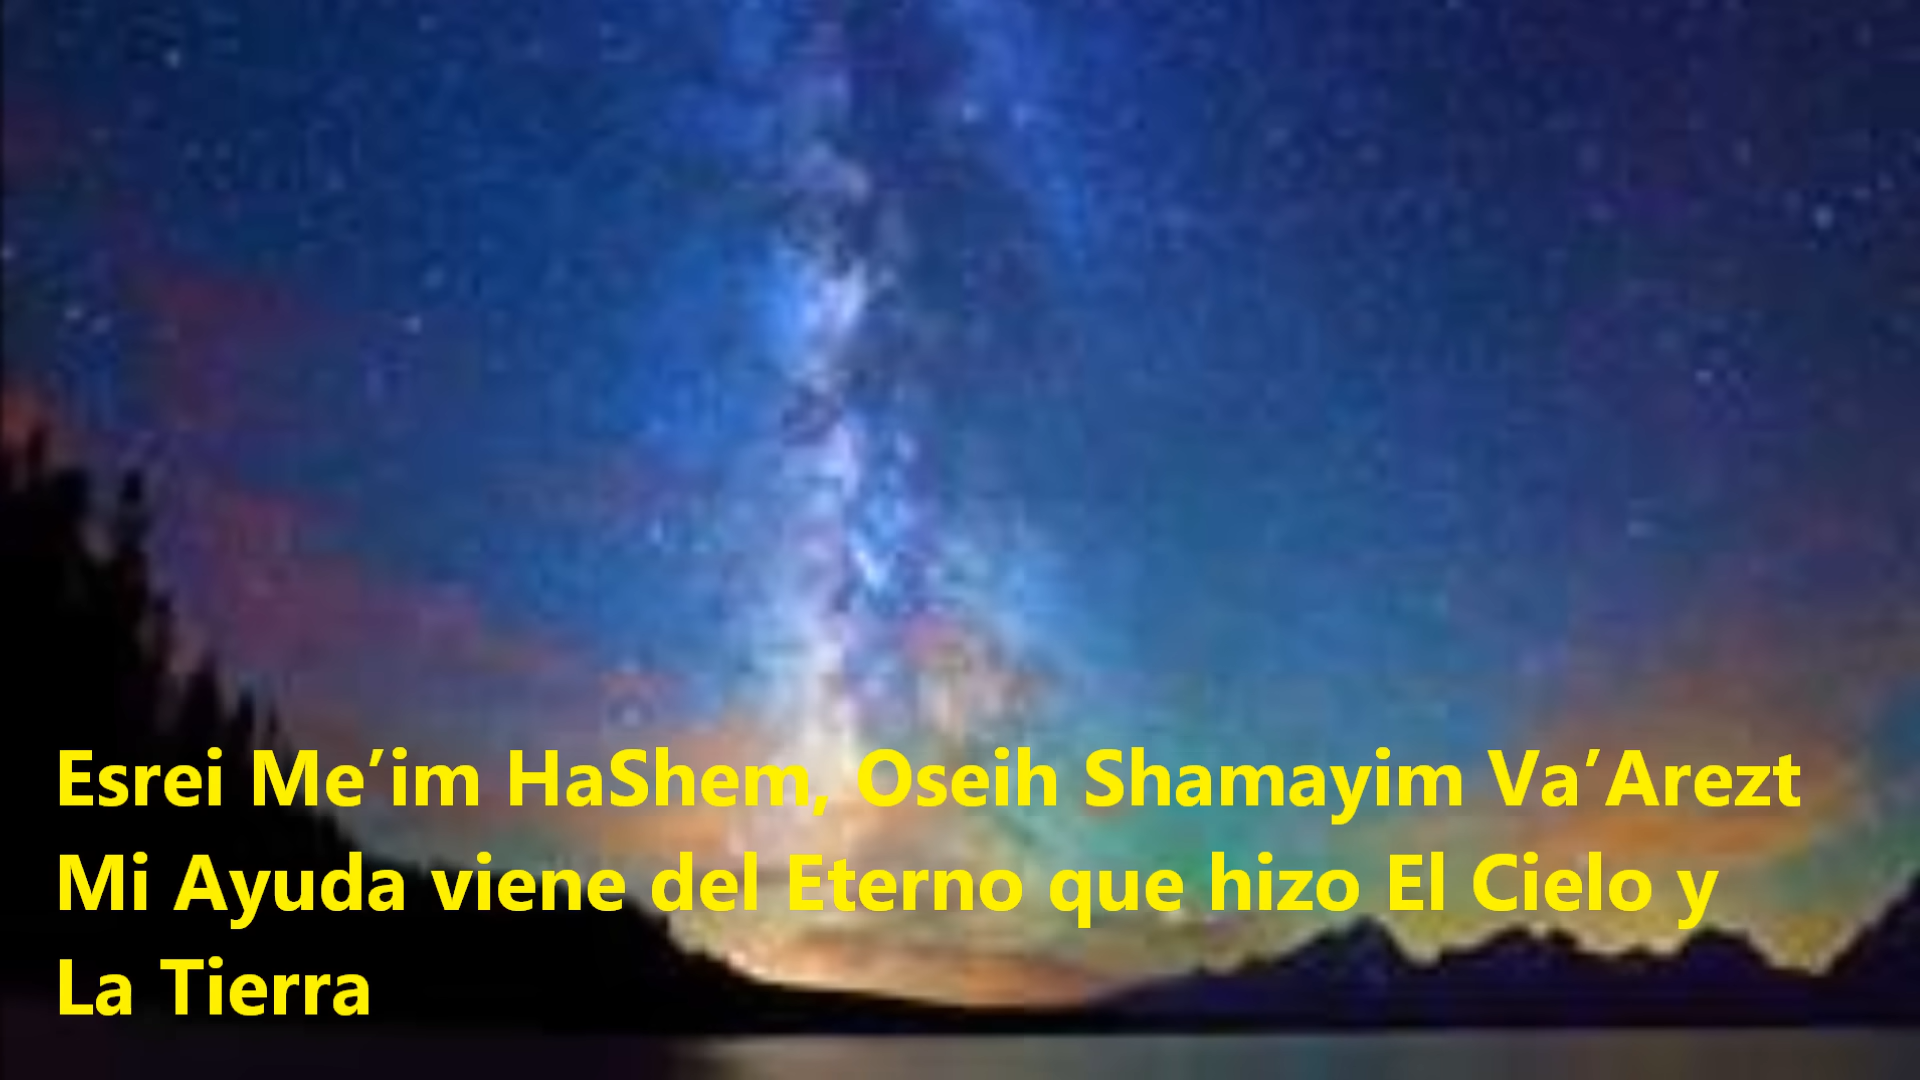 Esrei Me’im HaShem, Oseih Shamayim Va’Arezt
Mi Ayuda viene del Eterno que hizo El Cielo y
La Tierra